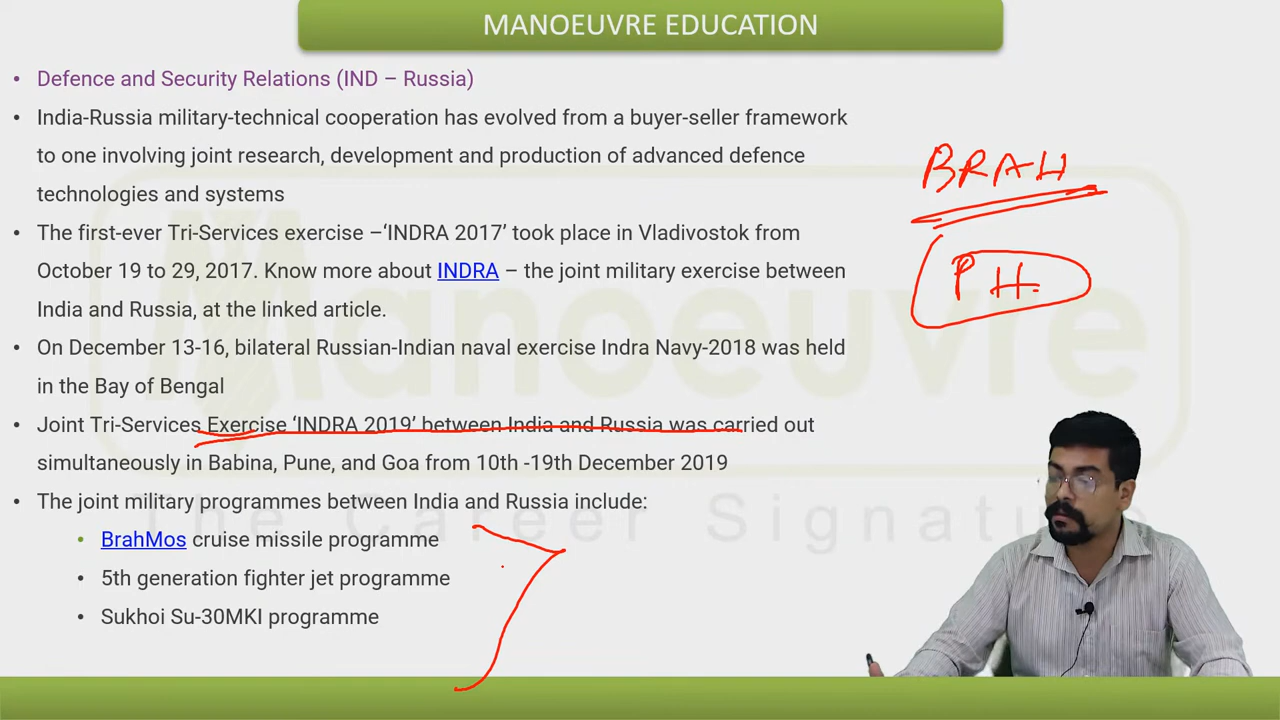 MANOEUVRE EDUCATION
• Defence and Security Relations (IND – Russia)
• India-Russia military-technical cooperation has evolved from a buyer-seller framework
to one involving joint research, development and production of advanced defence
technologies and systems
• The first-ever Tri-Services exercise –‘INDRA 2017’ took place in Vladivostok from
October 19 to 29, 2017. Know more about INDRA – the joint military exercise between
India and Russia, at the linked article.
• On December 13-16, bilateral Russian-Indian naval exercise Indra Navy-2018 was held
in the Bay of Bengal
• Joint Tri-Services Exercise ‘INDRA 2019’ between India and Russia was carried out
simultaneously in Babina, Pune, and Goa from 10th -19th December 2019
• The joint military programmes between India and Russia include:
• BrahMos cruise missile programme
• 5th generation fighter jet programme
• Sukhoi Su-30MKI programme
BRAH
PH
Manoeuvre
The Career Signature